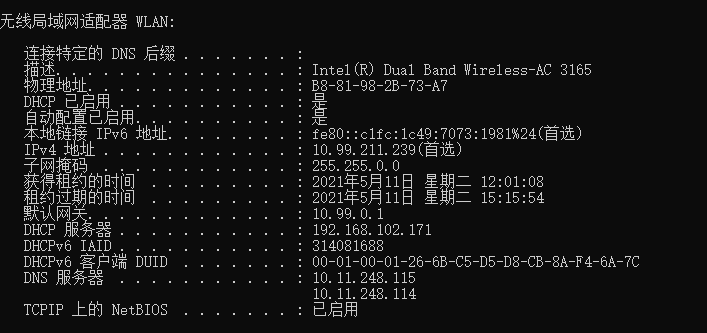 无线局域网适配器 WLAN:
连接特定的 DNS 后缀 . . . . . . . :
描述. . . . . . . . . . . . . . . : Intel(R) Dual Band Wireless-AC 3165
物理地址. . . . . . . . . . . . . : B8-81-98-2B-73-A7
DHCP 已启用 . . . . . . . . . . . : 是
自动配置已启用. . . . . . . . . . : 是
本地链接 IPv6 地址. . . . . . . . : fe80::c1fc:1c49:7073:1981%24(首选)
IPv4 地址 . . . . . . . . . . . . : 10.99.211.239(首选)
子网掩码 . . . . . . . . . . . . : 255.255.0.0
获得租约的时间 . . . . . . . . . : 2021年5月11日 星期二 12:01:08
租约过期的时间 . . . . . . . . . : 2021年5月11日 星期二 15:15:54
默认网关. . . . . . . . . . . . . : 10.99.0.1
DHCP 服务器 . . . . . . . . . . . : 192.168.102.171
DHCPv6 IAID . . . . . . . . . . . : 314081688
DHCPv6 客户端 DUID . . . . . . . : 00-01-00-01-26-6B-C5-D5-D8-CB-8A-F4-6A-7C
DNS 服务器 . . . . . . . . . . . : 10.11.248.115
10.11.248.114
TCPIP 上的 NetBIOS . . . . . . . : 已启用